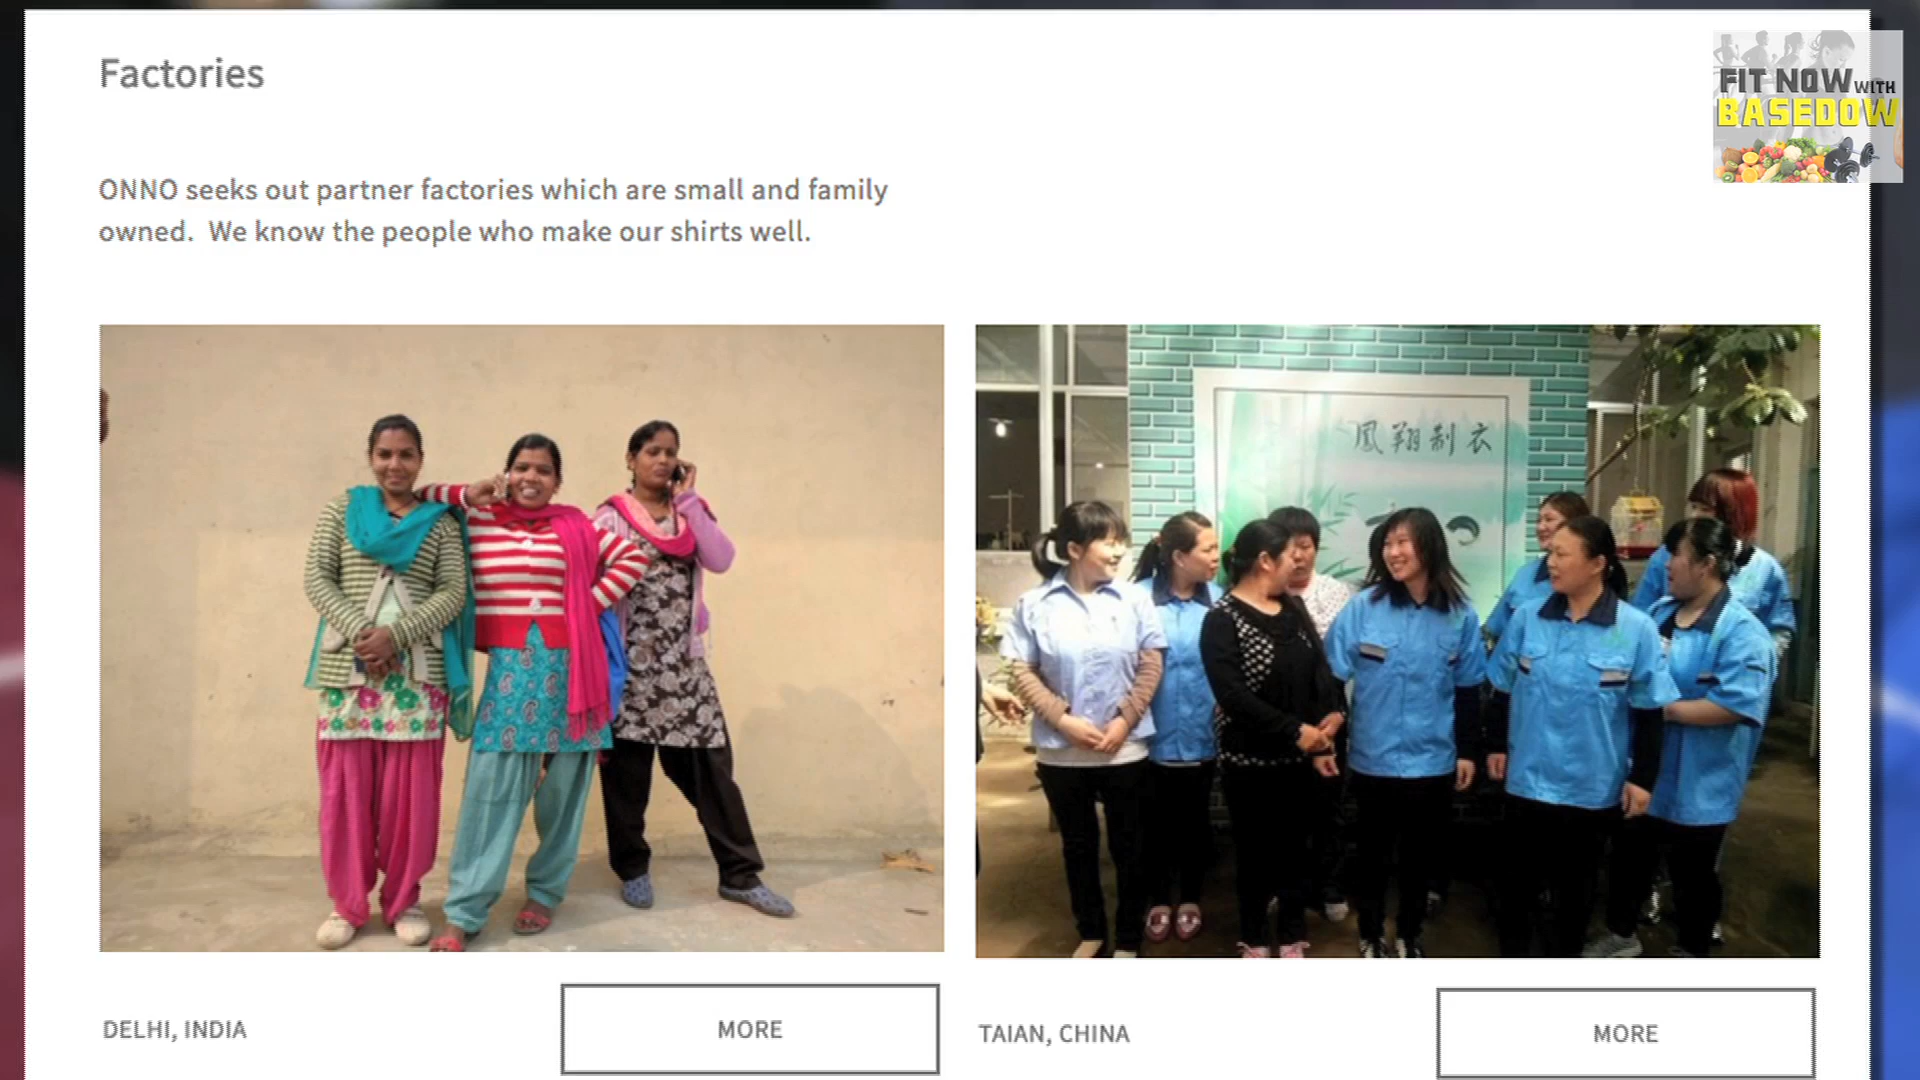 Factories
FIT NOW WITH
BASEDOW
ONNO seeks out partner factories which are small and family
owned. We know the people who make our shirts well.
鳳翔制衣
DELHI, INDIA
MORE
TAIAN, CHINA
MORE